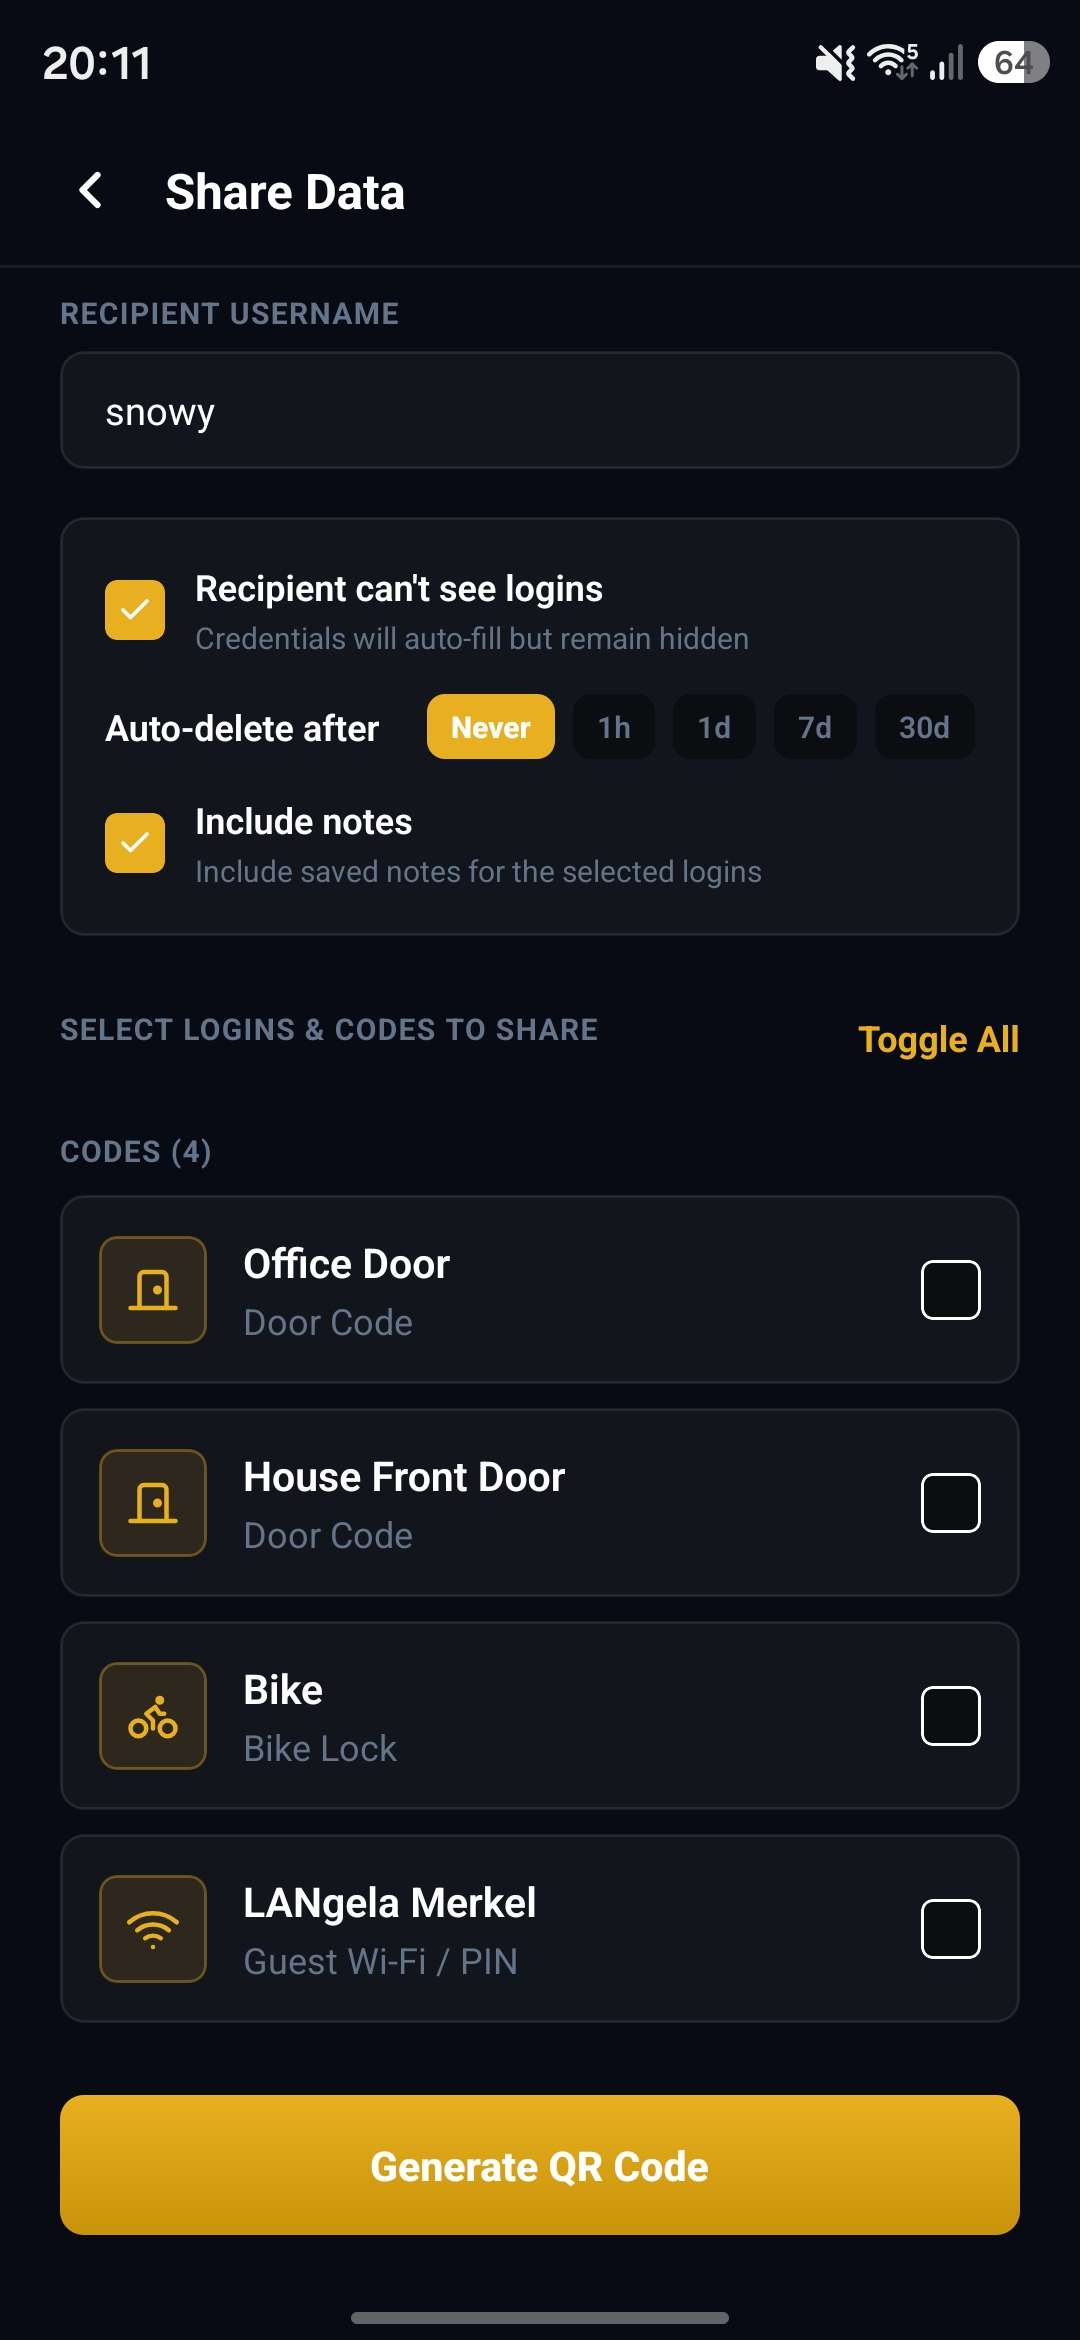 20:11
5
64
Share Data
RECIPIENT USERNAME
snowy
Recipient can't see logins
Credentials will auto-fill but remain hidden
Auto-delete after Never 1h 1d 7d 30d
Include notes
Include saved notes for the selected logins
SELECT LOGINS & CODES TO SHARE
Toggle All
CODES (4)
Office Door
Door Code
House Front Door
Door Code
Bike
Bike Lock
LANgela Merkel
Guest Wi-Fi / PIN
Generate QR Code